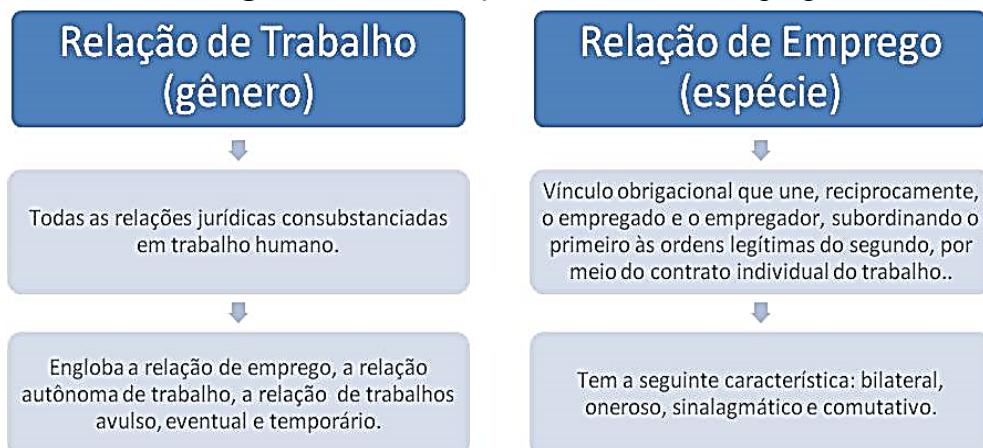 Relação de Trabalho
(gênero)
Todas as relações jurídicas consubstanciadas
em trabalho humano.
Engloba a relação de emprego, a relação
autônoma de trabalho, a relação de trabalhos
avulso, eventual e temporário.
Relação de Emprego
(espécie)
Vínculo obrigacional que une, reciprocamente,
o empregado e o empregador, subordinando o
primeiro às ordens legítimas do segundo, por
meio do contrato individual do trabalho..
Tem a seguinte característica: bilateral,
oneroso, sinalagmático e comutativo.